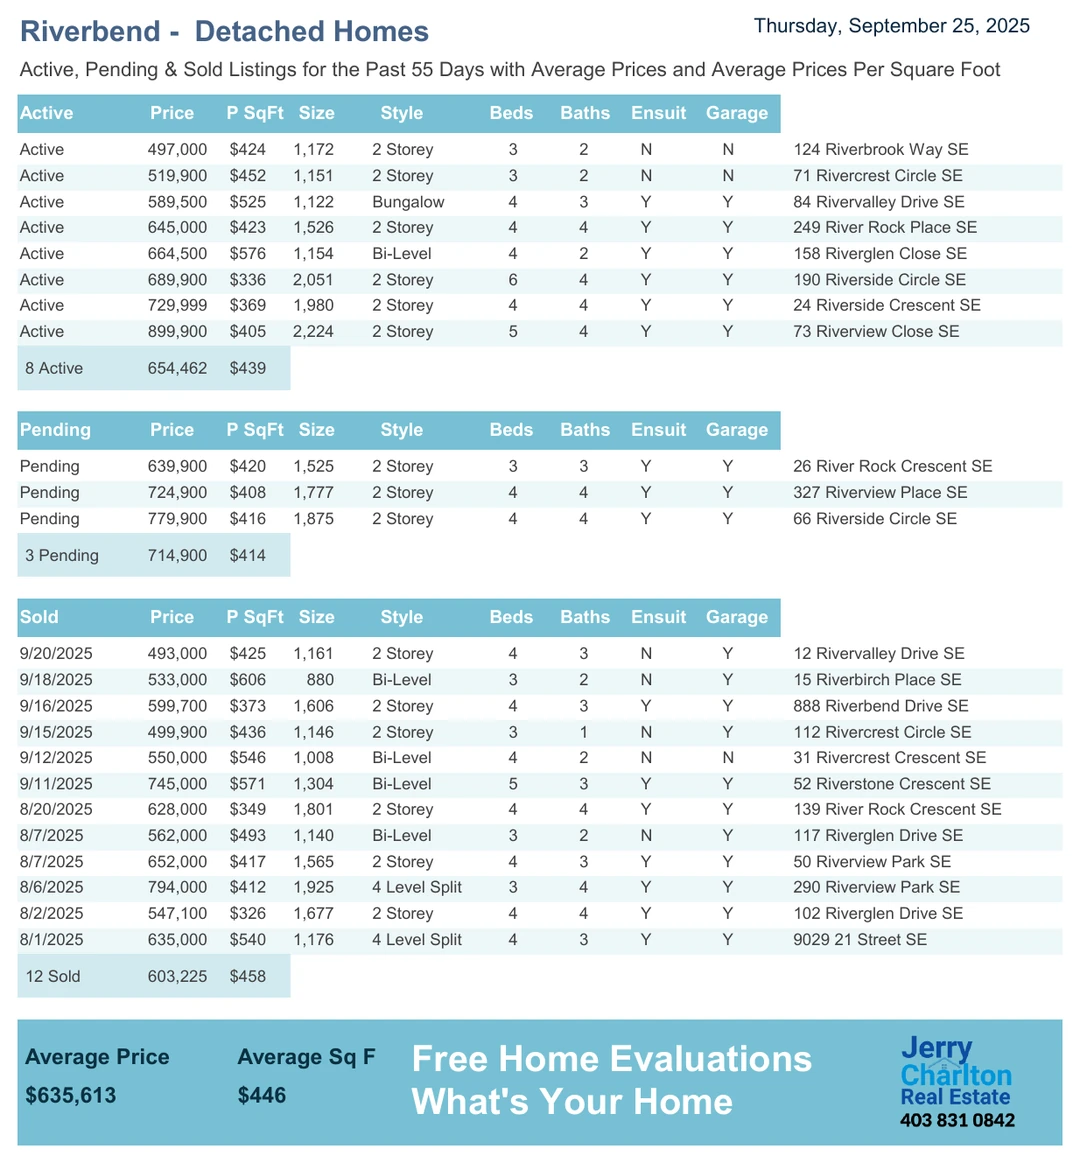 Riverbend -  Detached Homes
Thursday, September 25, 2025
Active, Pending & Sold Listings for the Past 55 Days with Average Prices and Average Prices Per Square Foot
Active Price P SqFt Size Style Beds Baths Ensuit Garage
Active 497,000 $424 1,172 2 Storey 3 2 N N 124 Riverbrook Way SE
Active 519,900 $452 1,151 2 Storey 3 2 N N 71 Rivercrest Circle SE
Active 589,500 $525 1,122 Bungalow 4 3 Y Y 84 Rivervalley Drive SE
Active 645,000 $423 1,526 2 Storey 4 4 Y Y 249 River Rock Place SE
Active 664,500 $576 1,154 Bi-Level 4 2 Y Y 158 Riverglen Close SE
Active 689,900 $336 2,051 2 Storey 6 4 Y Y 190 Riverside Circle SE
Active 729,999 $369 1,980 2 Storey 4 4 Y Y 24 Riverside Crescent SE
Active 899,900 $405 2,224 2 Storey 5 4 Y Y 73 Riverview Close SE
8 Active 654,462 $439
Pending Price P SqFt Size Style Beds Baths Ensuit Garage
Pending 639,900 $420 1,525 2 Storey 3 3 Y Y 26 River Rock Crescent SE
Pending 724,900 $408 1,777 2 Storey 4 4 Y Y 327 Riverview Place SE
Pending 779,900 $416 1,875 2 Storey 4 4 Y Y 66 Riverside Circle SE
3 Pending 714,900 $414
Sold Price P SqFt Size Style Beds Baths Ensuit Garage
9/20/2025 493,000 $425 1,161 2 Storey 4 3 N Y 12 Rivervalley Drive SE
9/18/2025 533,000 $606 880 Bi-Level 3 2 N Y 15 Riverbirch Place SE
9/16/2025 599,700 $373 1,606 2 Storey 4 3 Y Y 888 Riverbend Drive SE
9/15/2025 499,900 $436 1,146 2 Storey 3 1 N Y 112 Rivercrest Circle SE
9/12/2025 550,000 $546 1,008 Bi-Level 4 2 N N 31 Rivercrest Crescent SE
9/11/2025 745,000 $571 1,304 Bi-Level 5 3 Y Y 52 Riverstone Crescent SE
8/20/2025 628,000 $349 1,801 2 Storey 4 4 Y Y 139 River Rock Crescent SE
8/7/2025 562,000 $493 1,140 Bi-Level 3 2 N Y 117 Riverglen Drive SE
8/7/2025 652,000 $417 1,565 2 Storey 4 3 Y Y 50 Riverview Park SE
8/6/2025 794,000 $412 1,925 4 Level Split 3 4 Y Y 290 Riverview Park SE
8/2/2025 547,100 $326 1,677 2 Storey 4 4 Y Y 102 Riverglen Drive SE
8/1/2025 635,000 $540 1,176 4 Level Split 4 3 Y Y 9029 21 Street SE
12 Sold 603,225 $458
Average Price Average Sq F
$635,613 $446
Free Home Evaluations
What's Your Home
Jerry
Charlton
Real Estate
403 831 0842